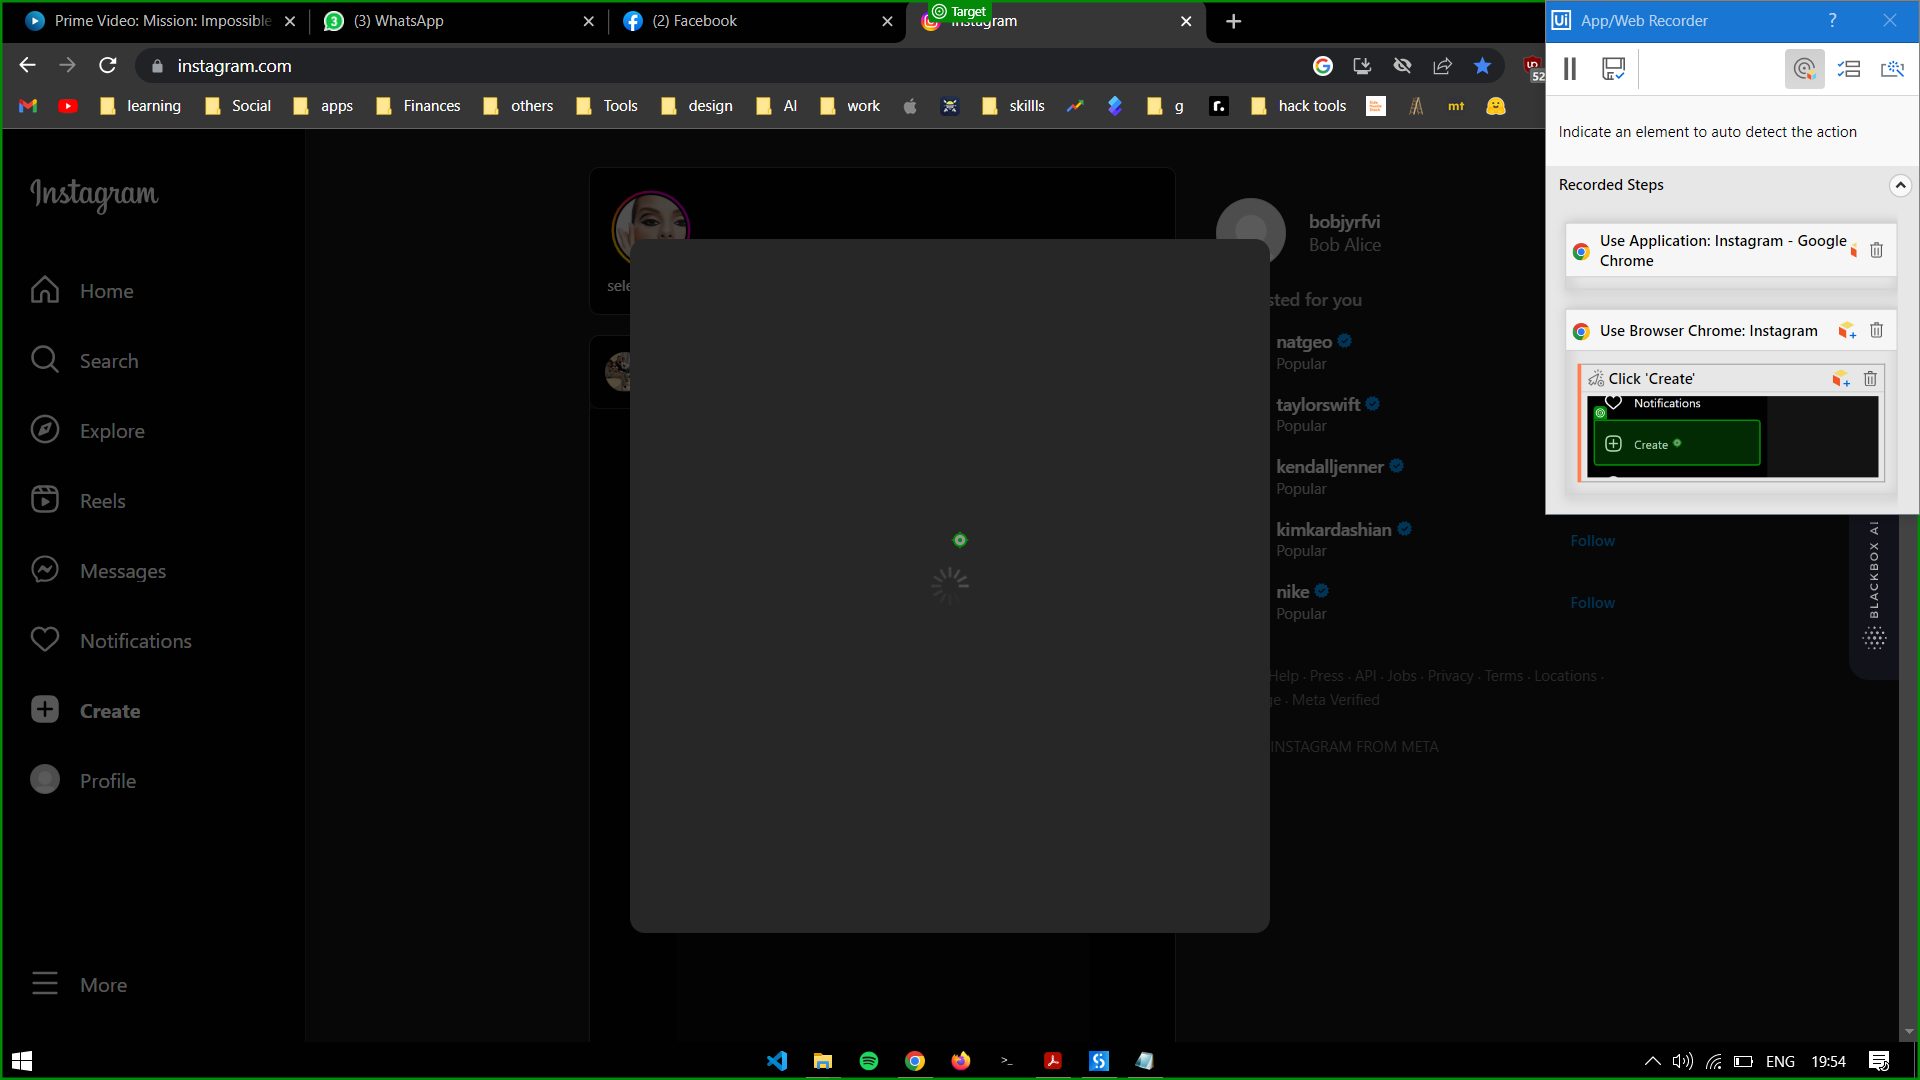 Prime Video: Mission: Impossible
(3) WhatsApp
(2) Facebook
Target
Instagram
App/Web Recorder
?
instagram.com
52
learning
Social
apps
Finances
others
Tools
design
AI
work
skillls
g
hack tools
mt
Indicate an element to auto detect the action
Recorded Steps
Use Application: Instagram - Google
Chrome
Use Browser Chrome: Instagram
Click 'Create'
Notifications
Create
Instagram
Home
Search
Explore
Reels
Messages
Notifications
Create
Profile
More
sele
bobjyrfvi
Bob Alice
sted for you
natgeo
Popular
taylorswift
Popular
kendalljenner
Popular
kimkardashian
Popular
Follow
nike
Popular
Follow
Help · Press · API · Jobs · Privacy · Terms · Locations ·
ge · Meta Verified
INSTAGRAM FROM META
BLACKBOX AI
ENG
19:54